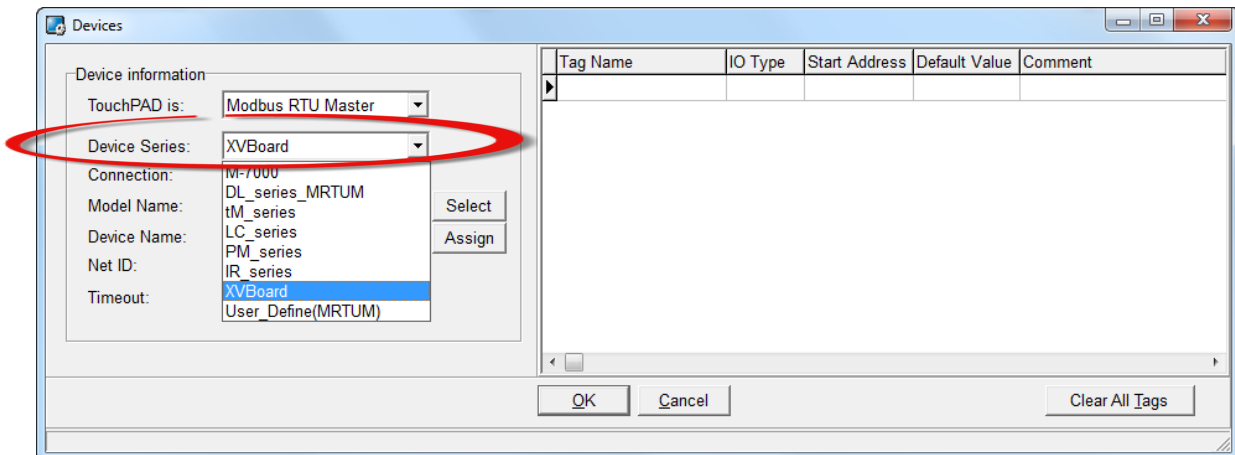 Devices
Device information
TouchPAD is: Modbus RTU Master
Device Series: XVBoard
Connection:
Model Name:
Device Name:
Net ID:
Timeout:
M-7000
DL_series_MRTUM
tM_series
LC_series
PM_series
IR_series
XVBoard
User_Define(MRTUM)
Select
Assign
Tag Name IO Type Start Address Default Value Comment
OK Cancel Clear All Tags